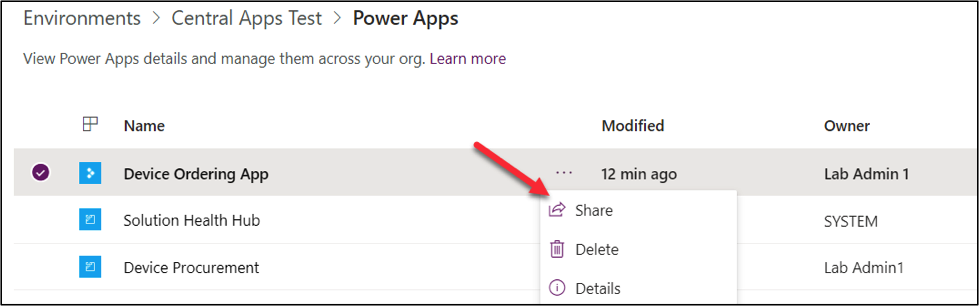 Environments > Central Apps Test > Power Apps
View Power Apps details and manage them across your org. Learn more
Name Modified Owner
Device Ordering App ... 12 min ago Lab Admin 1
Share
Solution Health Hub SYSTEM
Delete
Device Procurement Lab Admin1
Details